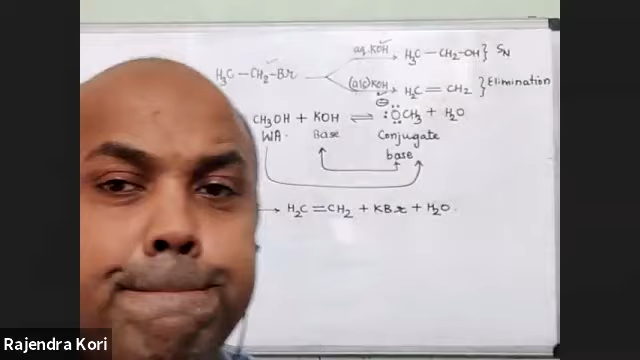 aq. KOH
H₃C — CH₂ — OH } SN
H₃C — CH₂ — Br
(alc) KOH
H₂C = CH₂ } Elimination
CH₃OH + KOH ⇌ :ÖCH₃ + H₂O
WA. Base Conjugate
base
→ H₂C = CH₂ + KBr + H₂O.
Rajendra Kori